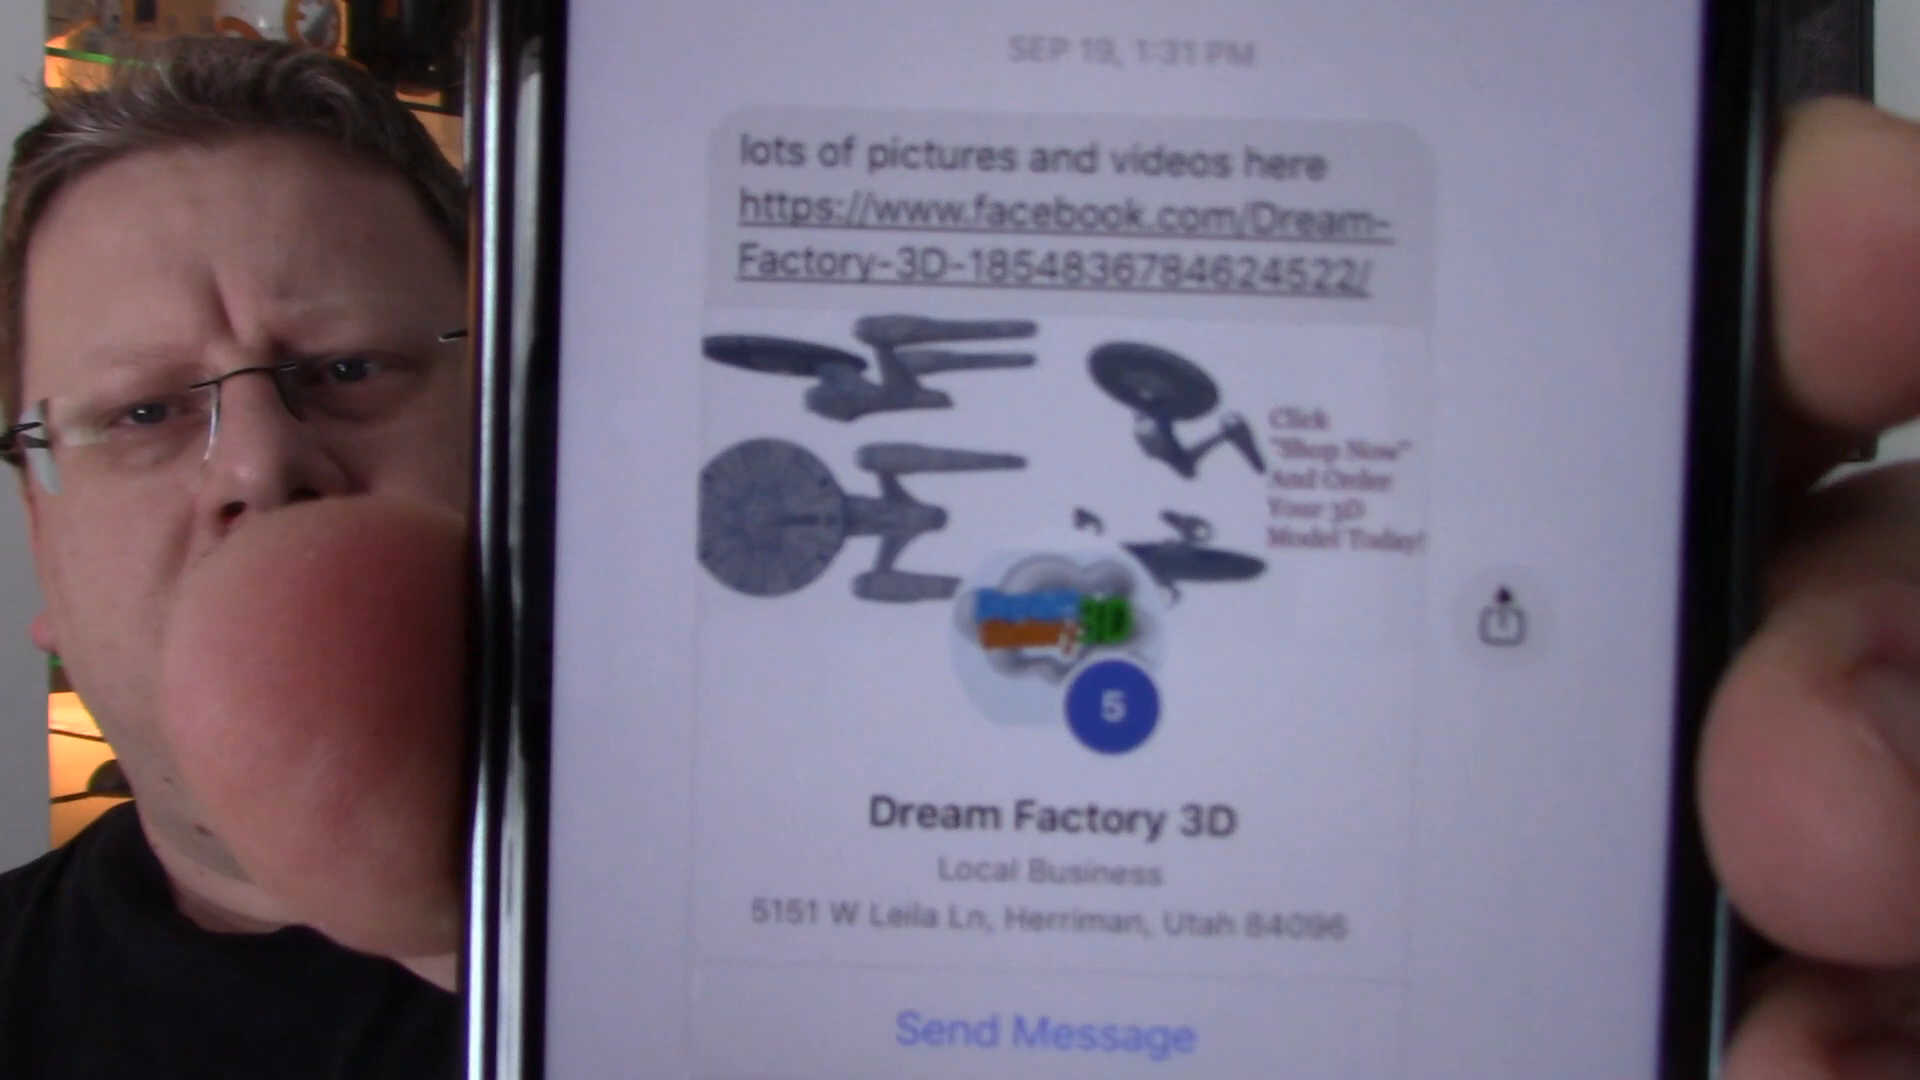 SEP 19, 1:31 PM
lots of pictures and videos here
https://www.facebook.com/Dream-
Factory-3D-1854836784624522/
Click
"Shop Now"
And Order
Your 3D
Model Today!
3D
5
Dream Factory 3D
Local Business
5151 W Leila Ln, Herriman, Utah 84096
Send Message